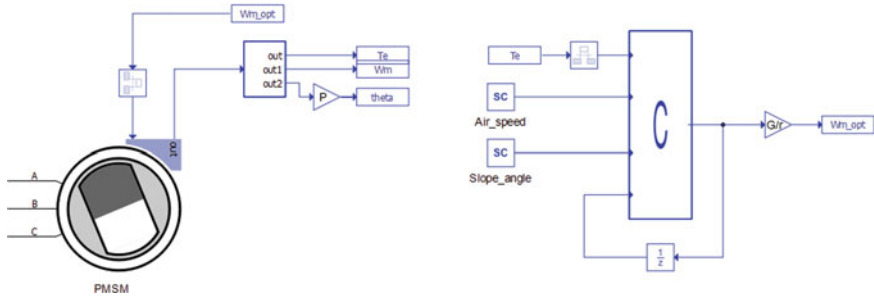 Wm_opt
out
out1
out2
Te
Wm
P
theta
out
A
B
C
PMSM
Te
SC
Air_speed
SC
Slope_angle
C
G/r
Wm_opt
1
z